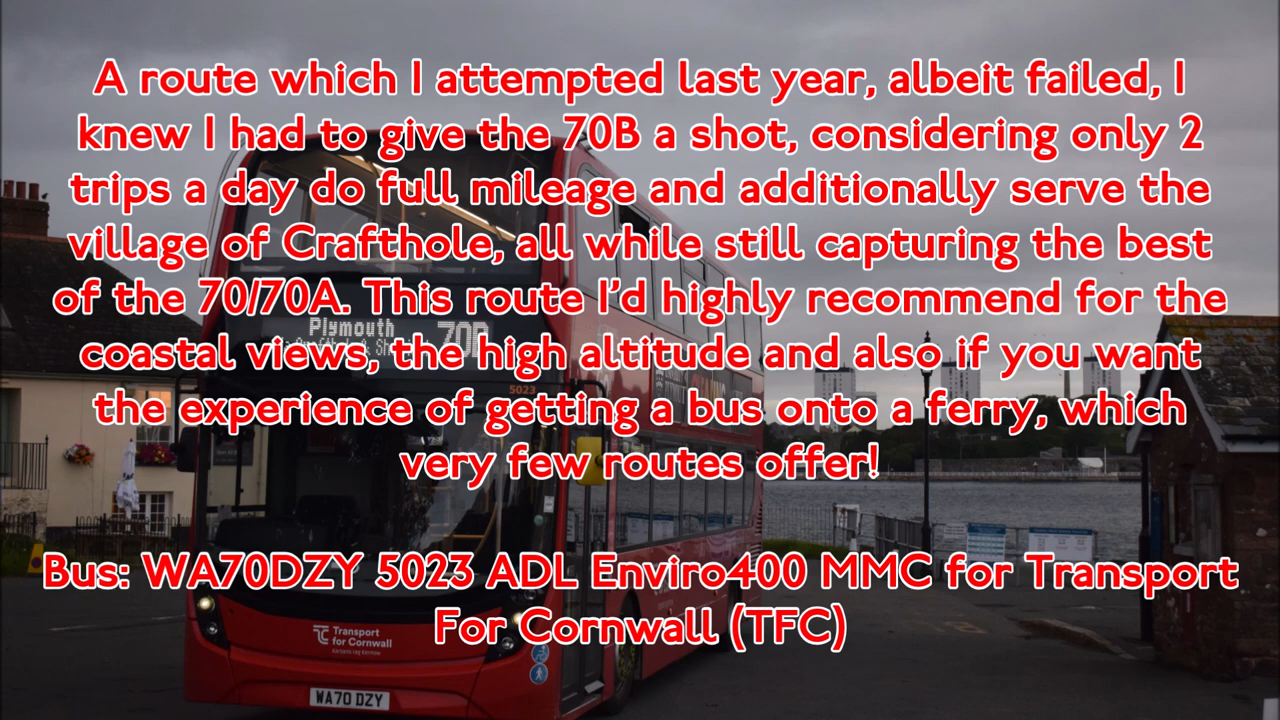 A route which I attempted last year, albeit failed, I
knew I had to give the 70B a shot, considering only 2
trips a day do full mileage and additionally serve the
village of Crafthole, all while still capturing the best
of the 70/70A. This route I'd highly recommend for the
coastal views, the high altitude and also if you want
the experience of getting a bus onto a ferry, which
very few routes offer!
Bus: WA70DZY 5023 ADL Enviro400 MMC for Transport
For Cornwall (TFC)
Plymouth
70B
5023
Transport
for Cornwall
WA70 DZY